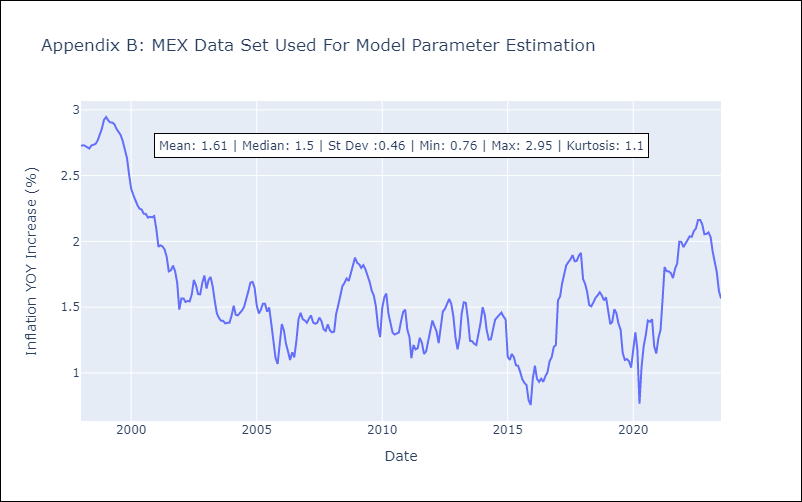 Appendix B: MEX Data Set Used For Model Parameter Estimation
Mean: 1.61 | Median: 1.5 | St Dev :0.46 | Min: 0.76 | Max: 2.95 | Kurtosis: 1.1
Inflation YOY Increase (%)
3
2.5
2
1.5
1
2000
2005
2010
2015
2020
Date